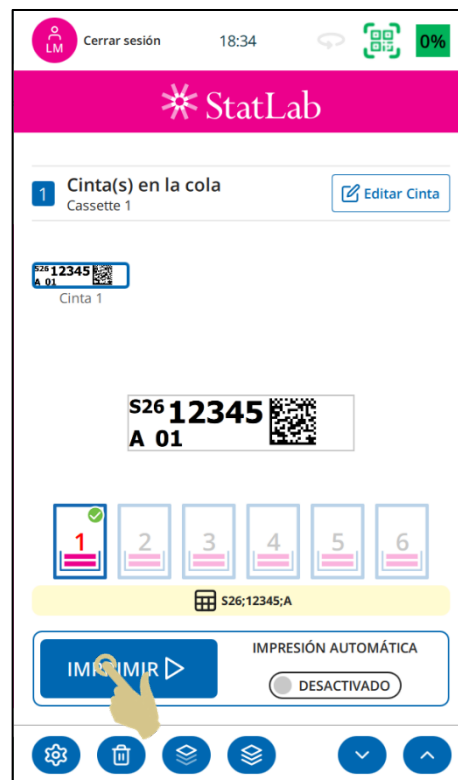 LM Cerrar sesión 18:34 0%
StatLab
1 Cinta(s) en la cola
Cassette 1
Editar Cinta
S26 12345
A 01
Cinta 1
S26 12345
A 01
1 2 3 4 5 6
S26;12345;A
IMPRIMIR
IMPRESIÓN AUTOMÁTICA
DESACTIVADO